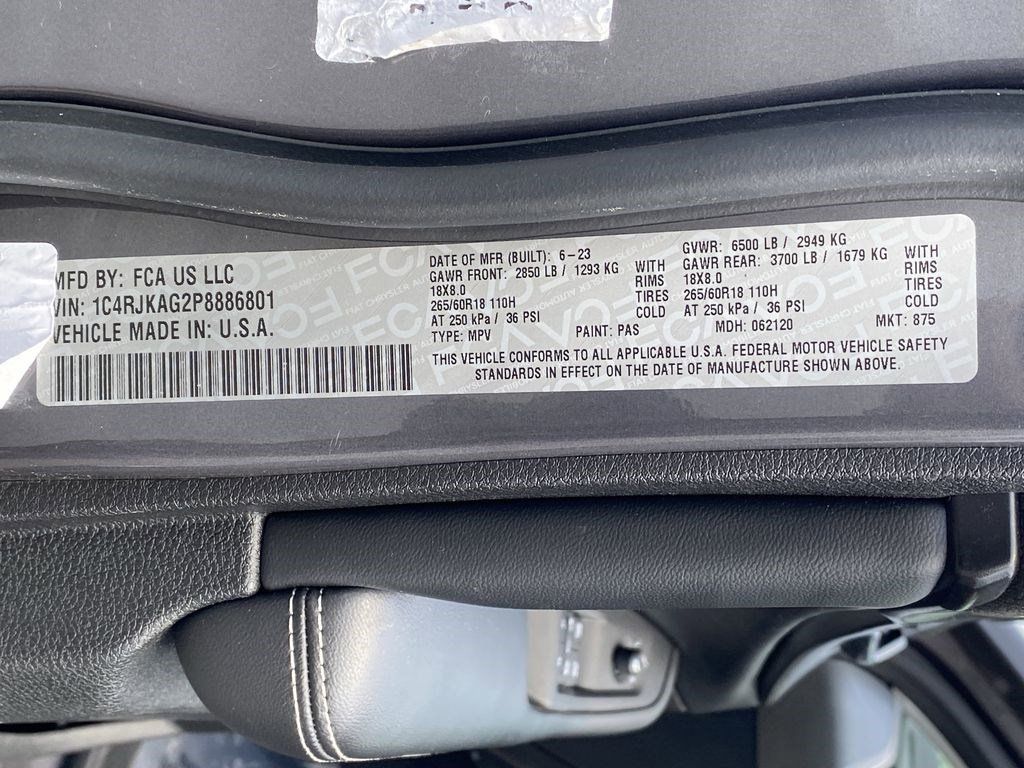 MFD BY: FCA US LLC
VIN: 1C4RJKAG2P8886801
VEHICLE MADE IN: U.S.A.
DATE OF MFR (BUILT): 6-23
GAWR FRONT: 2850 LB / 1293 KG WITH
18X8.0 RIMS
265/60R18 110H TIRES
AT 250 kPa / 36 PSI COLD
TYPE: MPV PAINT: PAS
GVWR: 6500 LB / 2949 KG
GAWR REAR: 3700 LB / 1679 KG WITH
18X8.0 RIMS
265/60R18 110H TIRES
AT 250 kPa / 36 PSI COLD
MDH: 062120 MKT: 875
THIS VEHICLE CONFORMS TO ALL APPLICABLE U.S.A. FEDERAL MOTOR VEHICLE SAFETY
STANDARDS IN EFFECT ON THE DATE OF MANUFACTURE SHOWN ABOVE.